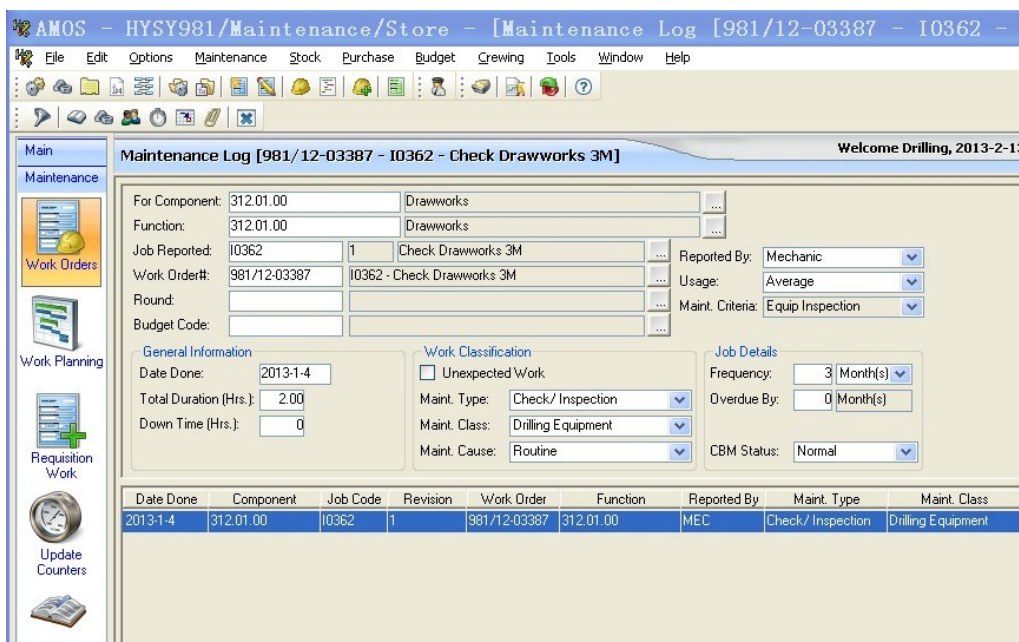 AMOS - HYSY981/Maintenance/Store - [Maintenance Log [981/12-03387 - I0362 -
File Edit Options Maintenance Stock Purchase Budget Crewing Tools Window Help
Main
Maintenance Log [981/12-03387 - I0362 - Check Drawworks 3M]
Welcome Drilling, 2013-2-1
Maintenance
For Component: 312.01.00 Drawworks ...
Function: 312.01.00 Drawworks ...
Job Reported: I0362 1 Check Drawworks 3M ... Reported By: Mechanic
Work Orders
Work Order#: 981/12-03387 I0362 - Check Drawworks 3M ... Usage: Average
Round: ... Maint. Criteria: Equip Inspection
Budget Code: ...
Work Planning
General Information Work Classification Job Details
Date Done: 2013-1-4 Unexpected Work Frequency: 3 Month(s)
Total Duration (Hrs.): 2.00 Maint. Type: Check/ Inspection Overdue By: 0 Month(s)
Down Time (Hrs.): 0 Maint. Class: Drilling Equipment
Maint. Cause: Routine CBM Status: Normal
Requisition
Work
Date Done Component Job Code Revision Work Order Function Reported By Maint. Type Maint. Class
2013-1-4 312.01.00 I0362 1 981/12-03387 312.01.00 MEC Check/ Inspection Drilling Equipment
Update
Counters